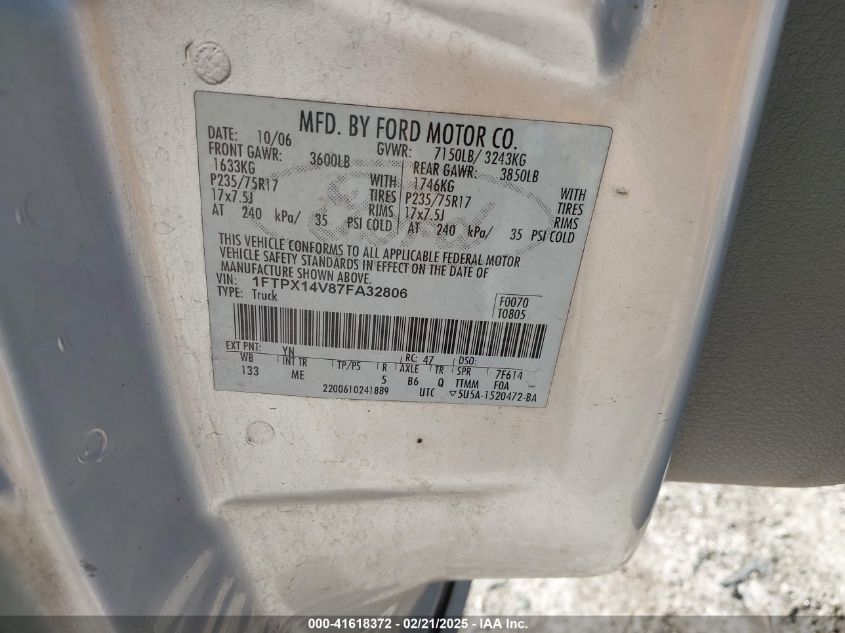 MFD. BY FORD MOTOR CO.
DATE: 10/06 GVWR: 7150LB/ 3243KG
FRONT GAWR: 3600LB REAR GAWR: 3850LB
1633KG WITH 1746KG WITH
P235/75R17 TIRES P235/75R17 TIRES
17x7.5J RIMS 17x7.5J RIMS
AT 240 kPa/ 35 PSI COLD AT 240 kPa/ 35 PSI COLD
THIS VEHICLE CONFORMS TO ALL APPLICABLE FEDERAL MOTOR
VEHICLE SAFETY STANDARDS IN EFFECT ON THE DATE OF
MANUFACTURE SHOWN ABOVE.
VIN: 1FTPX14V87FA32806
TYPE: Truck
F0070
T0805
EXT PNT: YN RC: 47 DSO:
WB INT TR TP/PS R AXLE TR SPR 7F614
133 ME 5 B6 Q TTMM F0A
2200610241889 UTC ▽5U5A-1520472-BA
Ford
000-41618372 - 02/21/2025 - IAAI Inc.